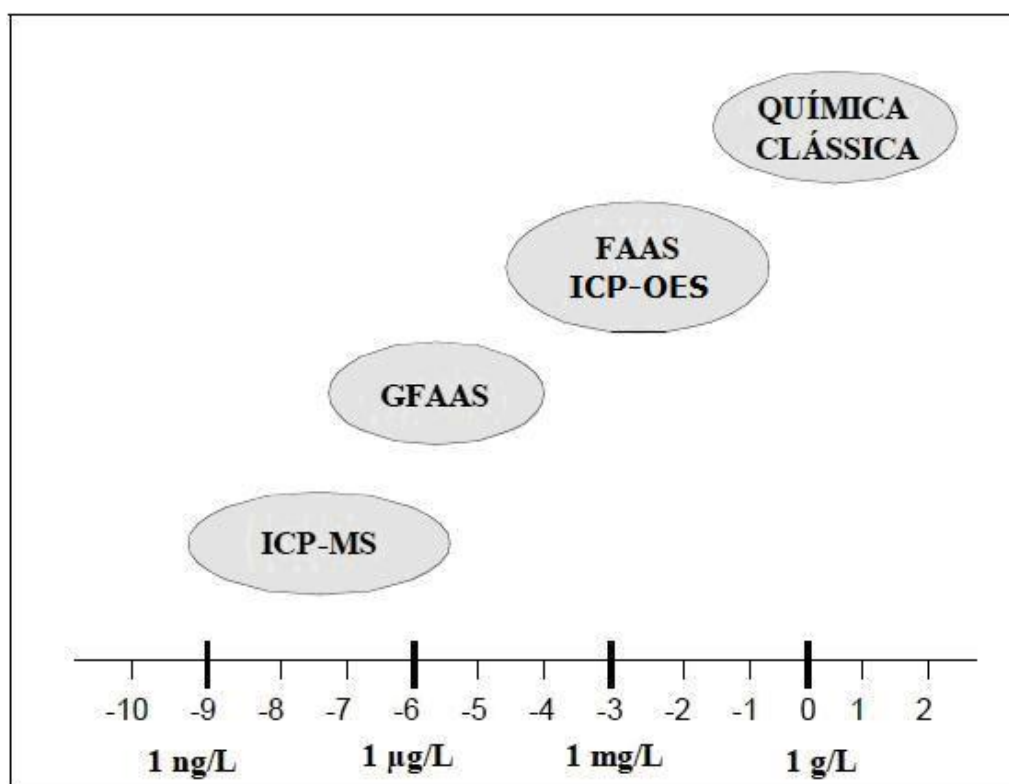 QUÍMICA
CLÁSSICA
FAAS
ICP-OES
GFAAS
ICP-MS
-10 -9 -8 -7 -6 -5 -4 -3 -2 -1 0 1 2
1 ng/L 1 µg/L 1 mg/L 1 g/L